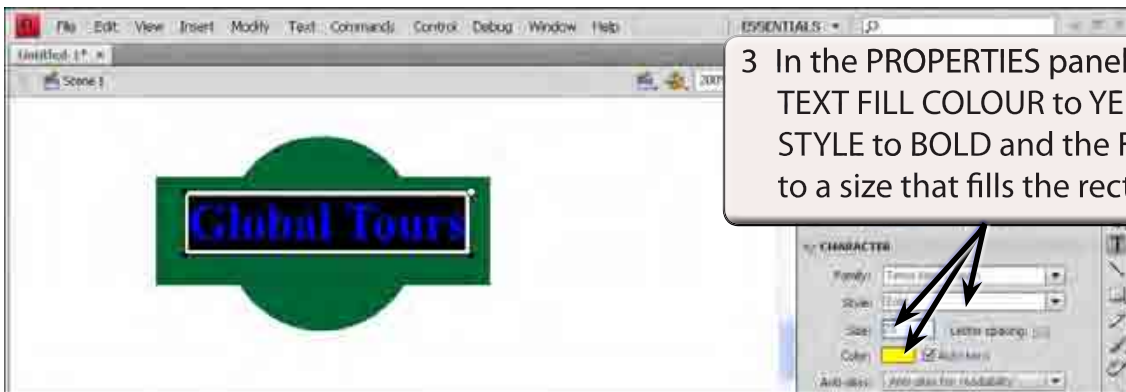 File Edit View Insert Modify Text Commands Control Debug Window Help ESSENTIALS
Untitled-1*
Scene 1 200%
3 In the PROPERTIES panel
TEXT FILL COLOUR to YE
STYLE to BOLD and the F
to a size that fills the rect
Global Tours
CHARACTER
Family: Times
Style:
Size: Letter spacing:
Color: Auto kern
Anti-alias: Anti-alias for readability